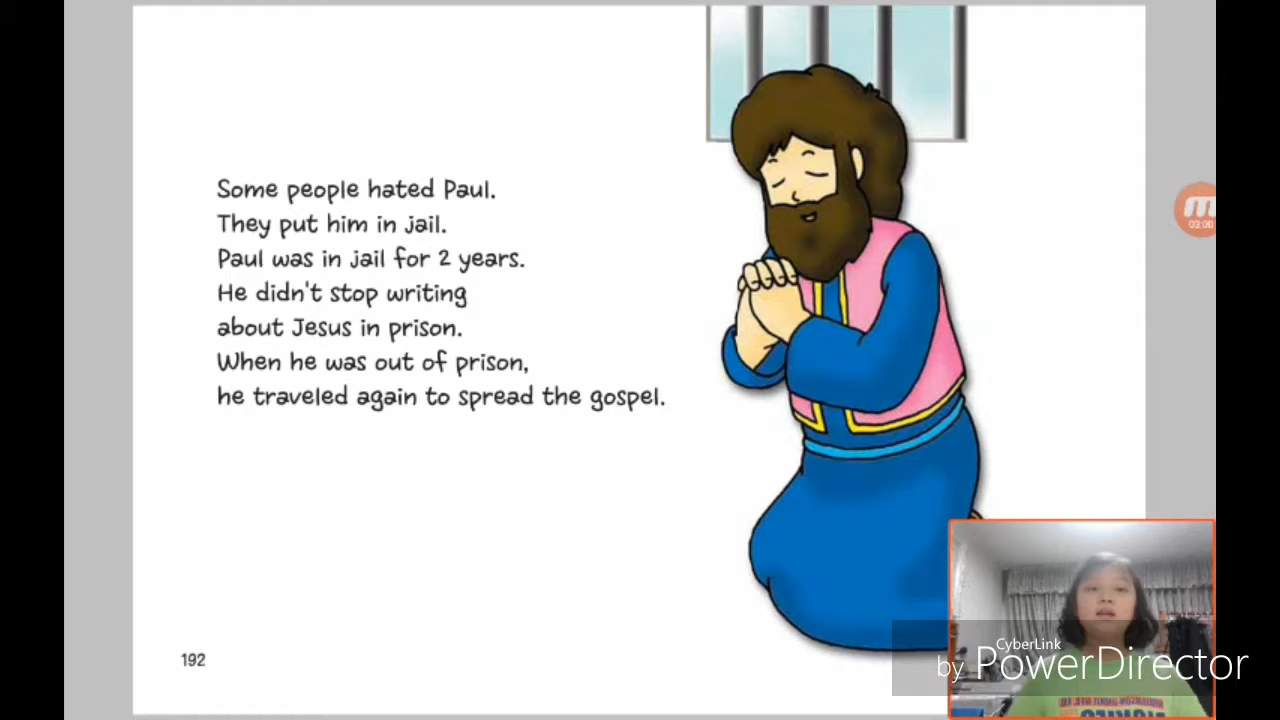 Some people hated Paul.
They put him in jail.
Paul was in jail for 2 years.
He didn't stop writing
about Jesus in prison.
When he was out of prison,
he traveled again to spread the gospel.
192
03:00
CyberLink
by PowerDirector